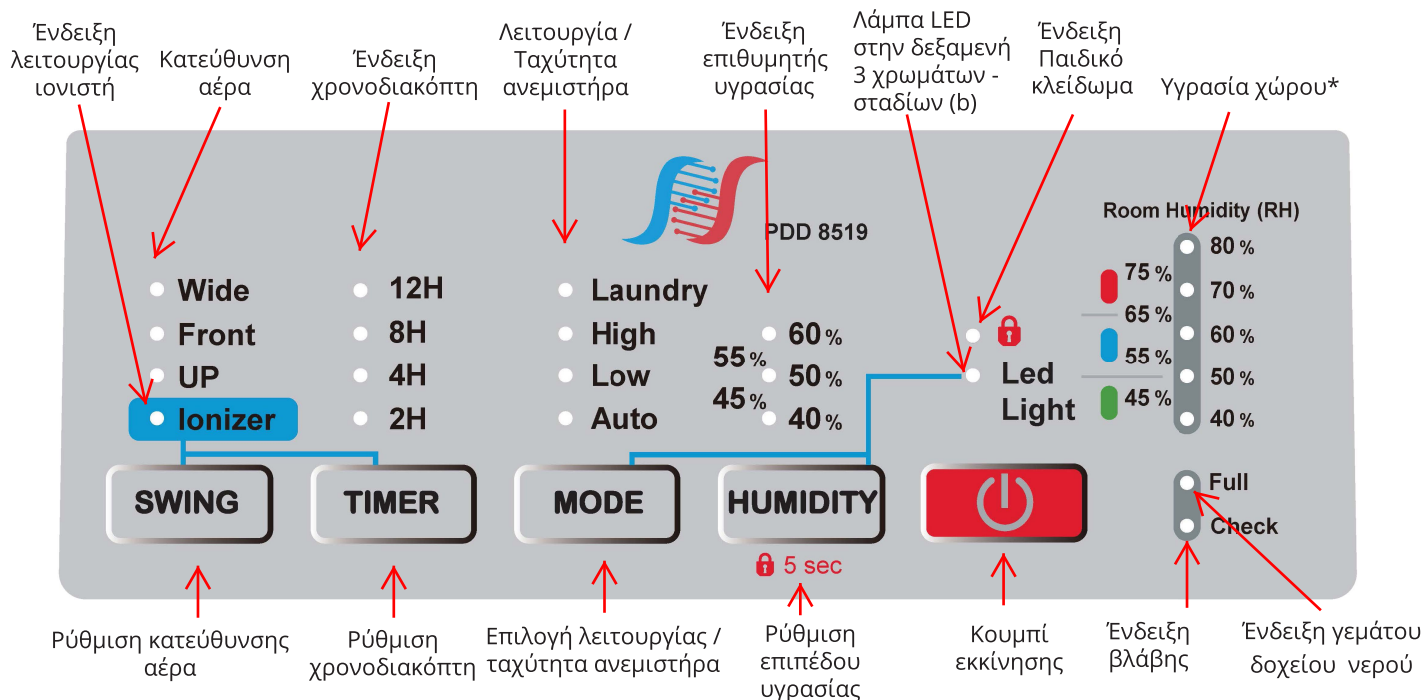 Ένδειξη
λειτουργίας
ιονιστή
Κατεύθυνση
αέρα
Ένδειξη
χρονοδιακόπτη
Λειτουργία /
Ταχύτητα
ανεμιστήρα
Ένδειξη
επιθυμητής
υγρασίας
Λάμπα LED
στην δεξαμενή
3 χρωμάτων -
σταδίων (b)
Ένδειξη
Παιδικό
κλείδωμα
Υγρασία χώρου*
PDD 8519
Room Humidity (RH)
Wide
Front
UP
Ionizer
12H
8H
4H
2H
Laundry
High
Low
Auto
60 %
55 %
50 %
45 %
40 %
Led
Light
75 %
65 %
55 %
45 %
80 %
70 %
60 %
50 %
40 %
SWING
TIMER
MODE
HUMIDITY
Full
Check
5 sec
Ρύθμιση κατεύθυνσης
αέρα
Ρύθμιση
χρονοδιακόπτη
Επιλογή λειτουργίας /
ταχύτητα ανεμιστήρα
Ρύθμιση
επιπέδου
υγρασίας
Κουμπί
εκκίνησης
Ένδειξη
βλάβης
Ένδειξη γεμάτου
δοχείου νερού